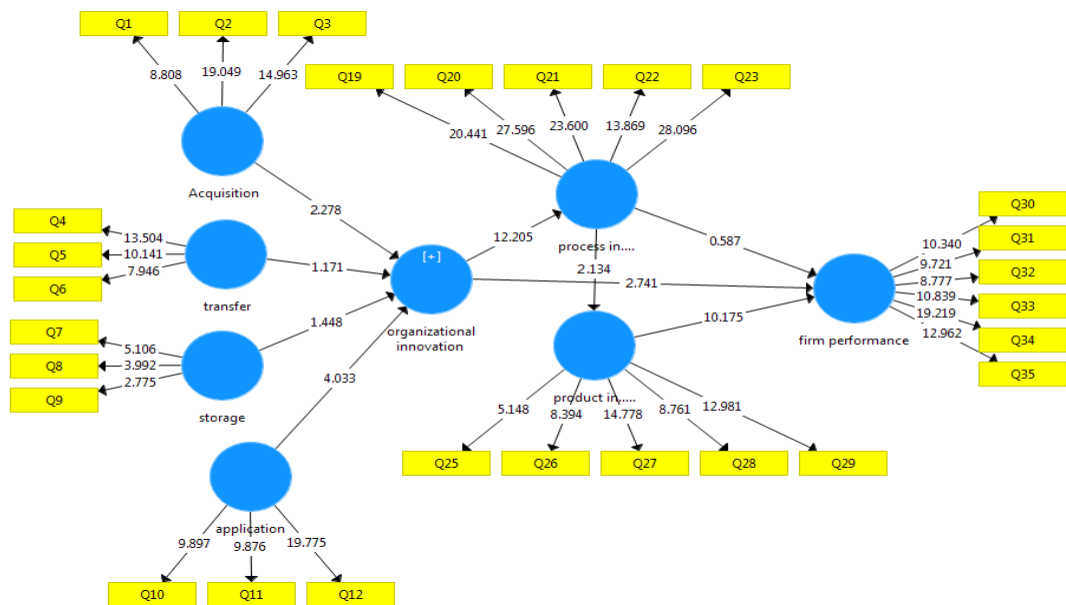 Q1
Q2
Q3
8.808
19.049
14.963
Acquisition
Q19
Q20
Q21
Q22
Q23
20.441
27.596
23.600
13.869
28.096
process in....
Q4
Q5
Q6
13.504
10.141
7.946
transfer
Q7
Q8
Q9
5.106
3.992
2.775
storage
2.278
1.171
1.448
4.033
[+]
organizational
innovation
12.205
2.134
2.741
0.587
10.175
product in.....
5.148
8.394
14.778
8.761
12.981
Q25
Q26
Q27
Q28
Q29
firm performance
10.340
9.721
8.777
10.839
19.219
12.962
Q30
Q31
Q32
Q33
Q34
Q35
application
9.897
9.876
19.775
Q10
Q11
Q12